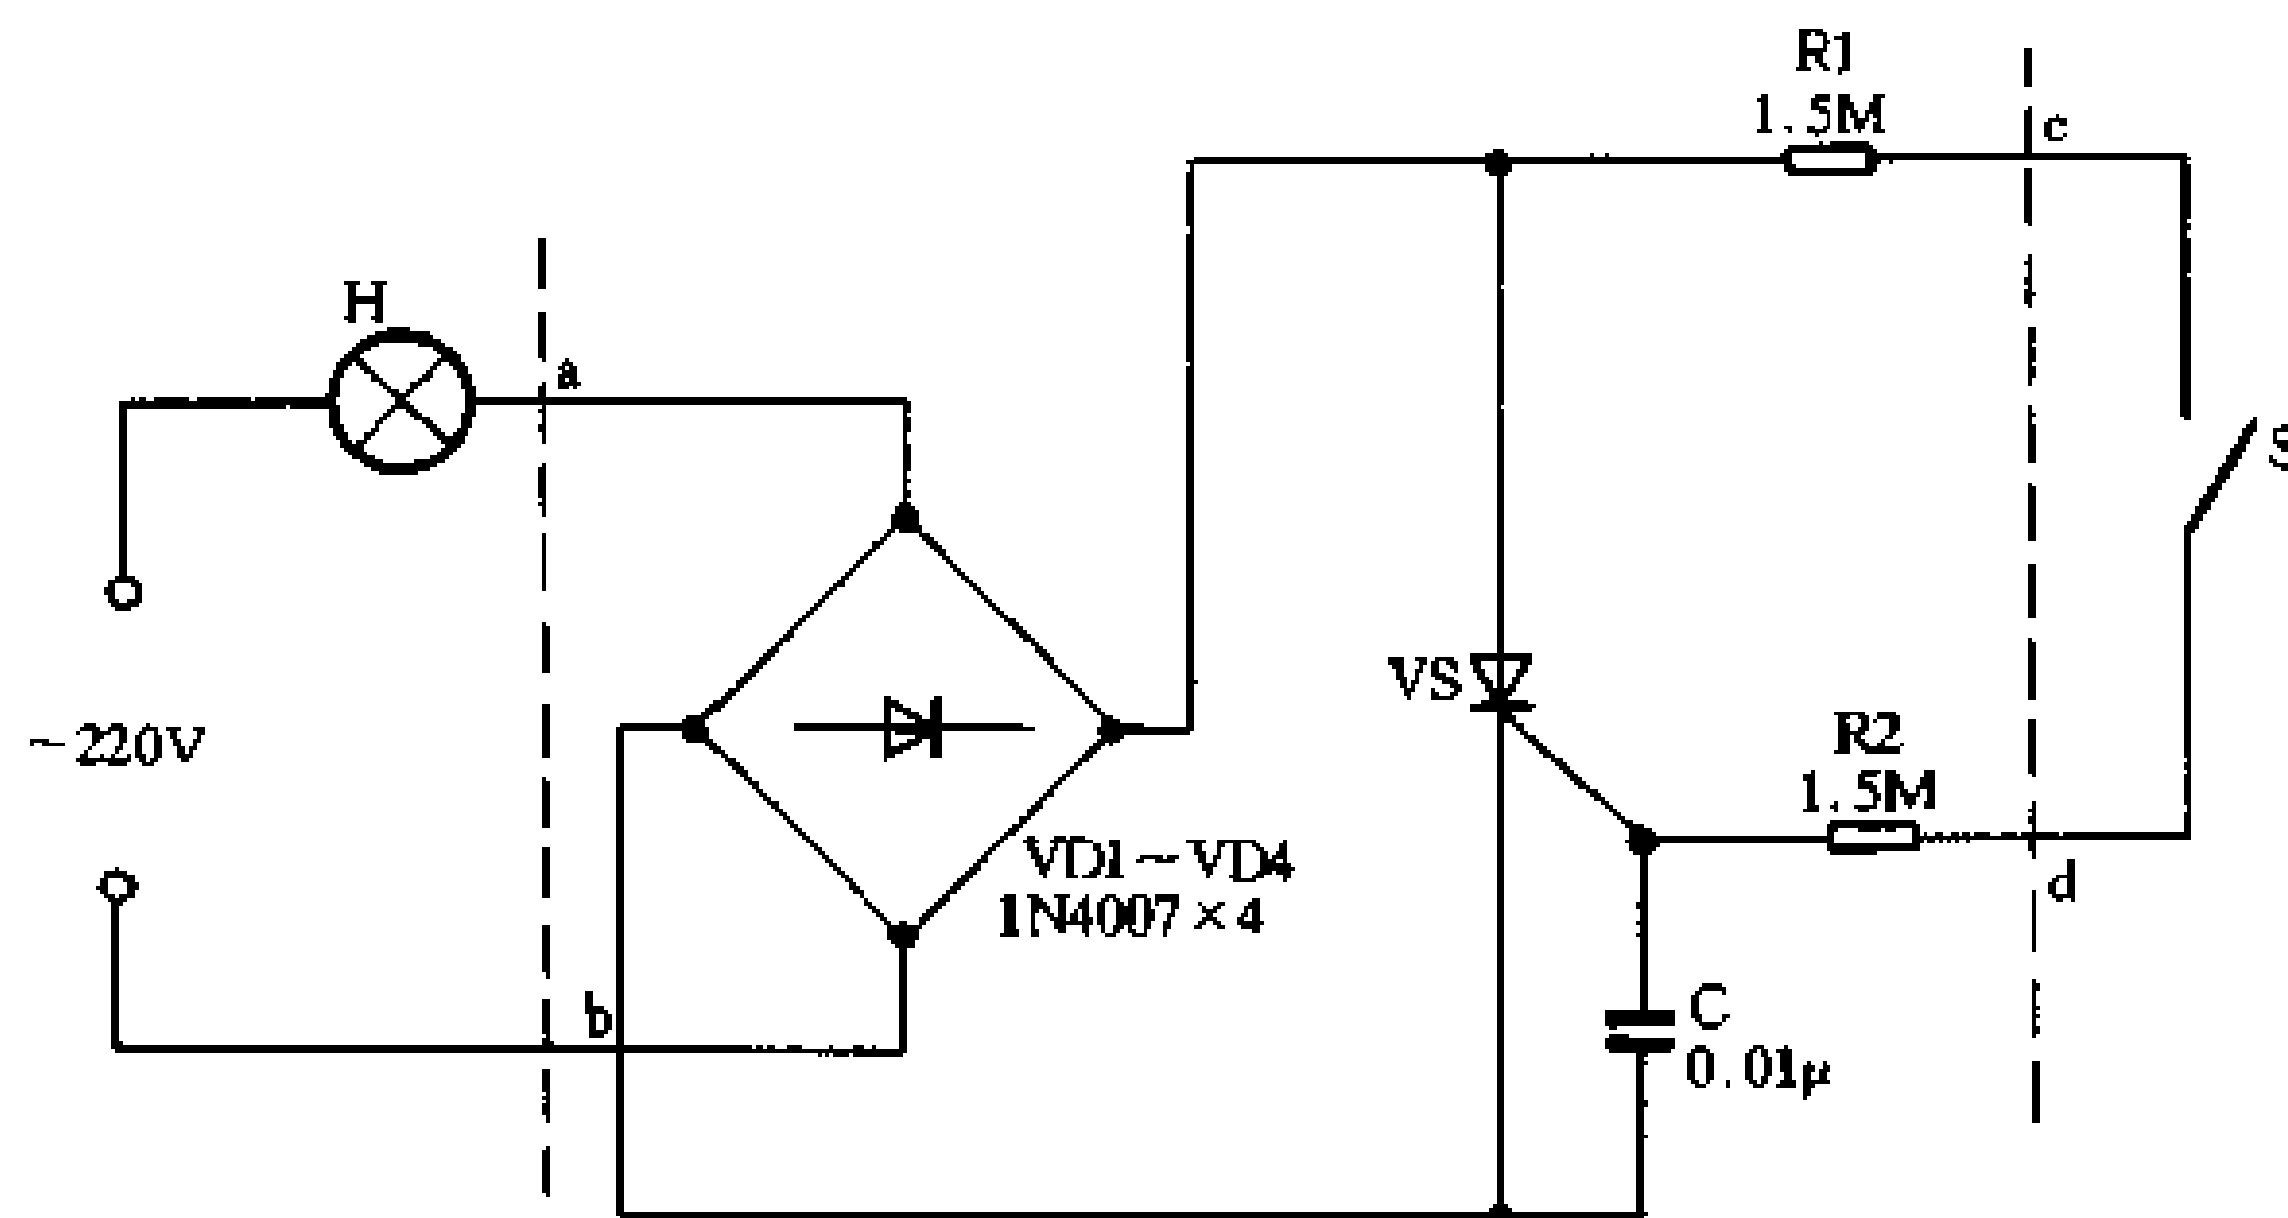 R1
1.5M
c
H
a
S
VS
~220V
R2
1.5M
VD1~VD4
1N4007×4
d
b
C
0.01μ